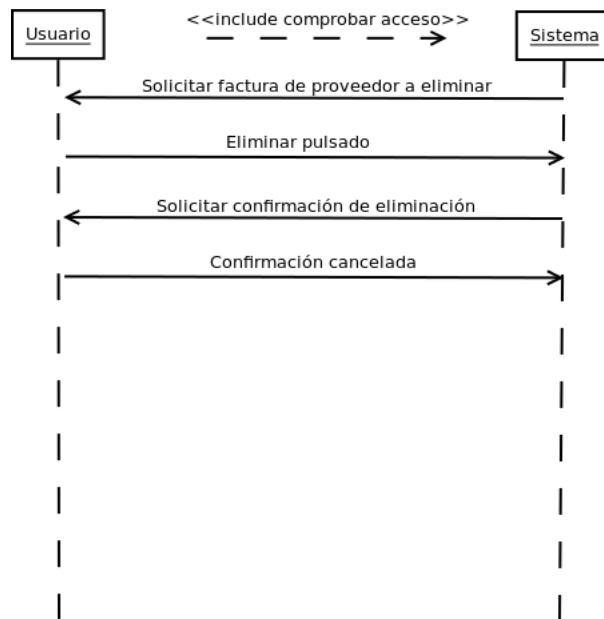 <<include comprobar acceso>>
Usuario
Sistema
Solicitar factura de proveedor a eliminar
Eliminar pulsado
Solicitar confirmación de eliminación
Confirmación cancelada